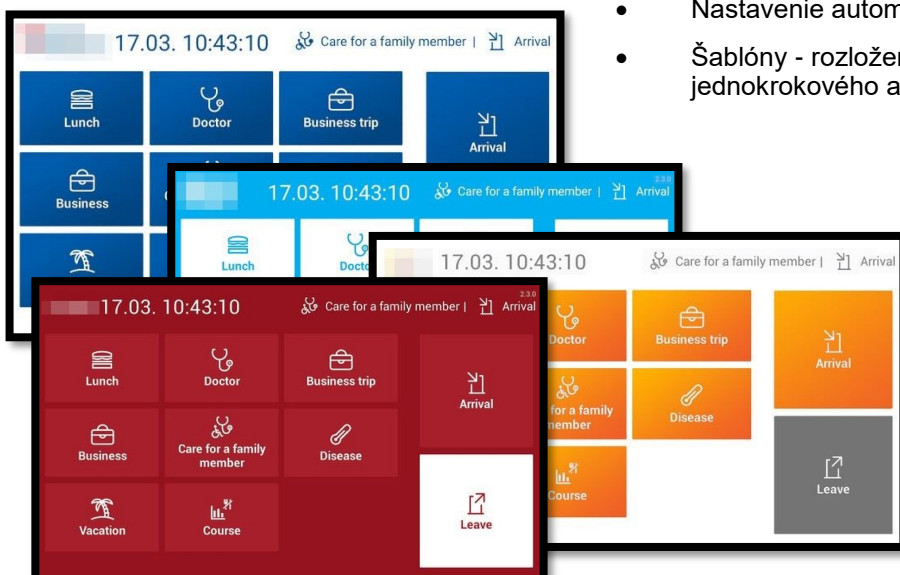 Nastavenie autom
Šablóny - rozložen
jednokrokového a
17.03. 10:43:10 Care for a family member | Arrival
Lunch Doctor Business trip
Arrival
Business
2.3.0
17.03. 10:43:10 Care for a family member | Arrival
Lunch Docto
17.03. 10:43:10 Care for a family member | Arrival
Doctor Business trip
Arrival
for a family
member
Disease
Course
Leave
2.3.0
17.03. 10:43:10 Care for a family member | Arrival
Lunch Doctor Business trip
Arrival
Business Care for a family
member
Disease
Vacation Course
Leave